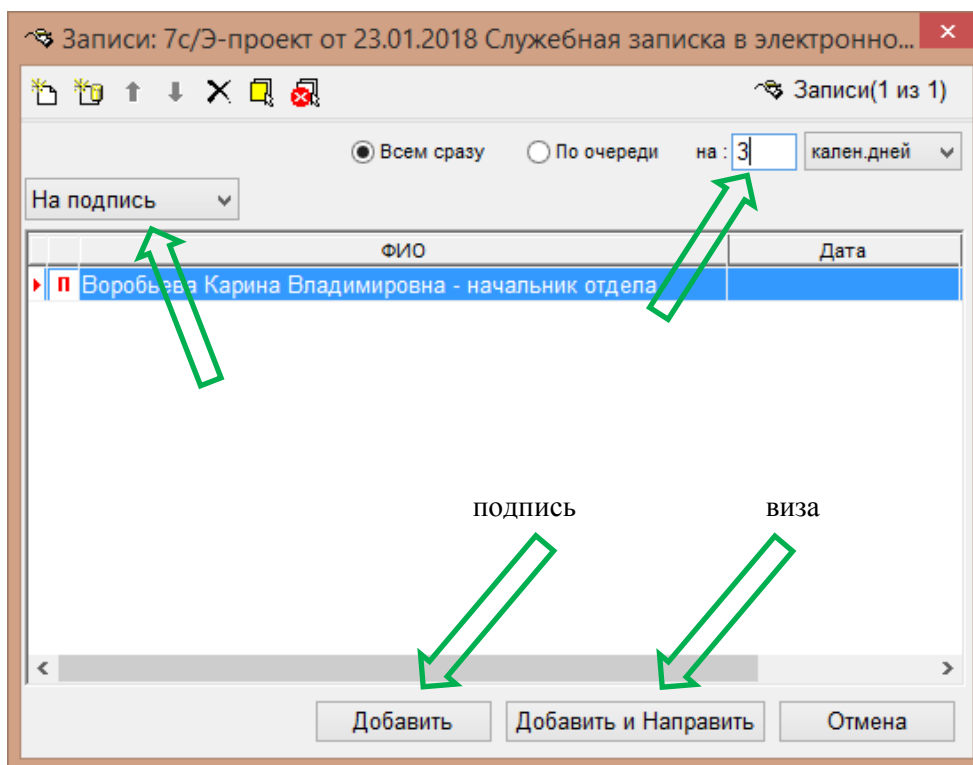 Записи: 7с/Э-проект от 23.01.2018 Служебная записка в электронно...
Записи(1 из 1)
Всем сразу По очереди на : 3 кален.дней
На подпись
ФИО Дата
П Воробьева Карина Владимировна - начальник отдела
подпись виза
Добавить Добавить и Направить Отмена